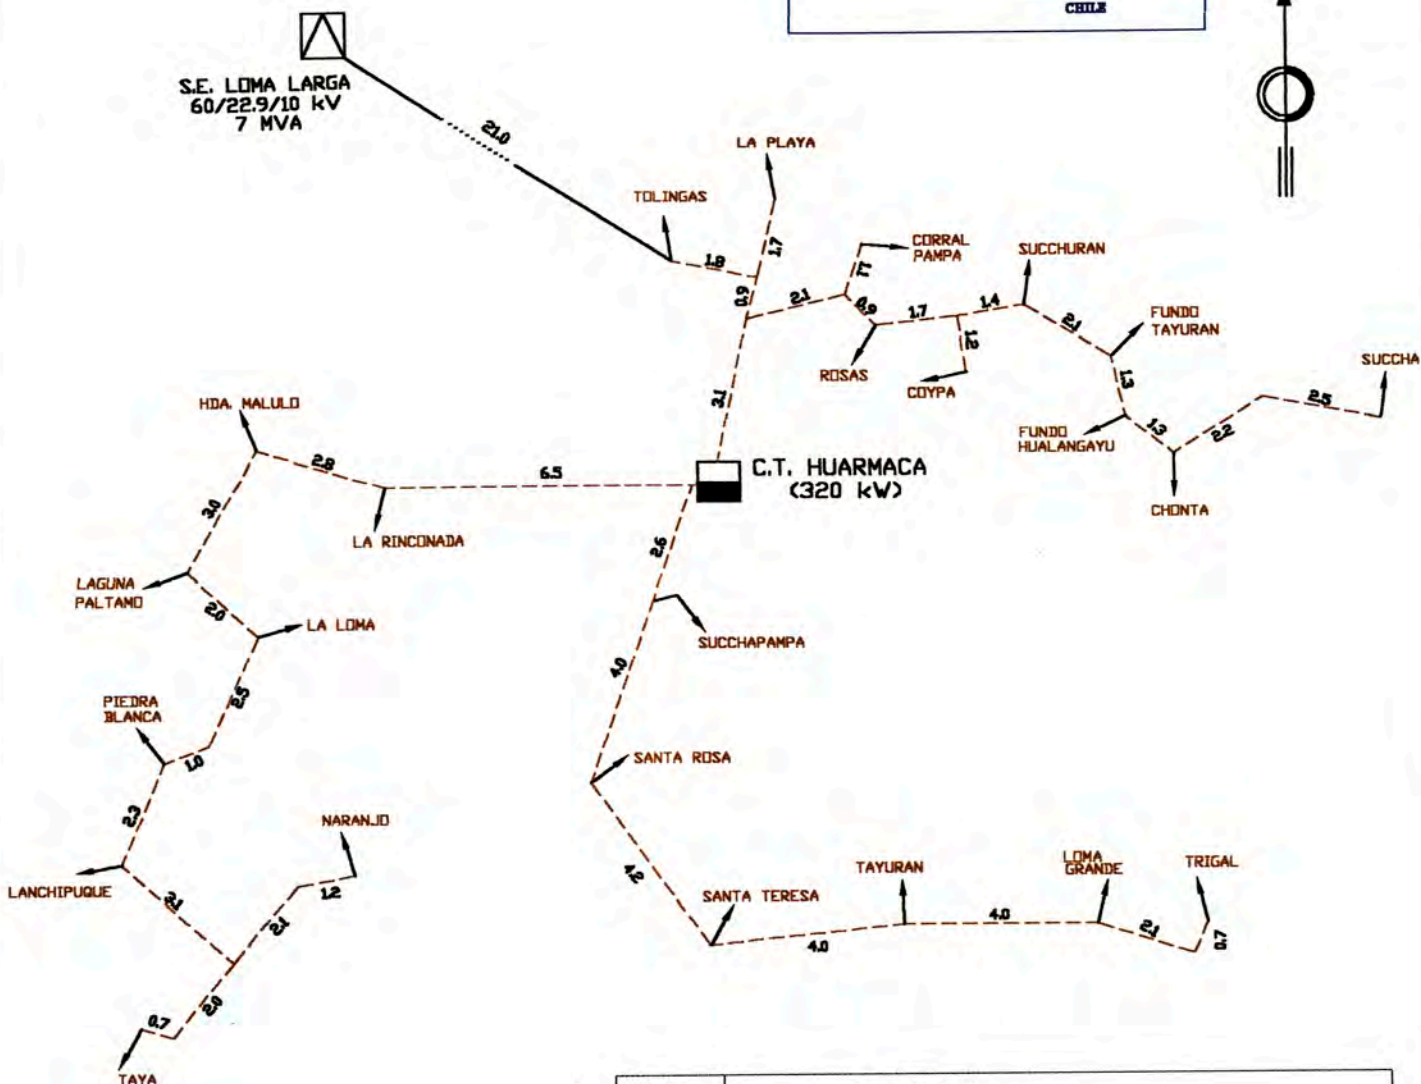 CHILE
S.E. LOMA LARGA
60/22.9/10 kV
7 MVA
21.0
LA PLAYA
TOLINGAS
1.7
1.8
0.9
CORRAL
PAMPA
1.1
SUCCHURAN
2.1
0.9
1.7
1.4
1.2
2.1
FUNDO
TAYURAN
ROSAS
COYPA
1.3
SUCCHA
2.5
3.1
FUNDO
HUALANGAYU
1.3
2.2
CHONTA
HDA. MALULO
2.8
6.5
C.T. HUARMACA
(320 kW)
3.0
LA RINCONADA
2.6
LAGUNA
PALTAMO
2.0
LA LOMA
SUCCHAPAMPA
4.0
2.5
PIEDRA
BLANCA
1.0
SANTA ROSA
2.3
NARANJO
LANCHIPUQUE
3.1
2.1
1.2
4.2
SANTA TERESA
TAYURAN
LOMA
GRANDE
TRIGAL
4.0
4.0
2.1
0.7
2.0
0.7
TAYA